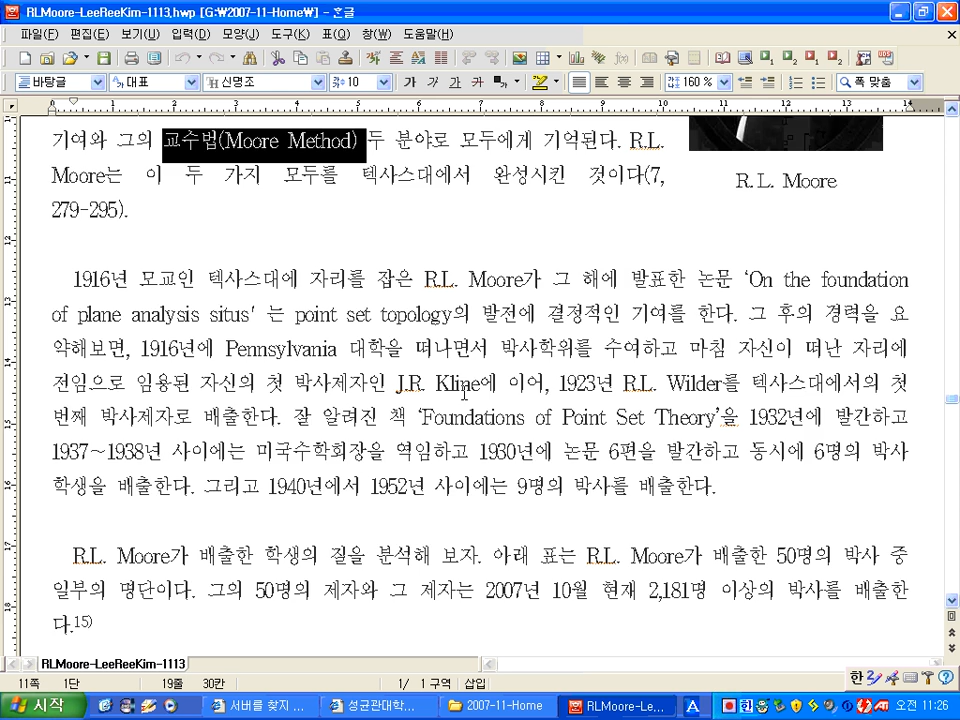 RLMoore-LeeReeKim-1113.hwp [G:\2007-11-Home\] - 한글
파일(F) 편집(E) 보기(U) 입력(D) 모양(J) 도구(K) 표(Q) 창(W) 도움말(H)
바탕글 대표 신명조 10 가 가 가 가 160 % 폭 맞춤
0 1 2 3 4 5 6 7 8 9 10 11 12 13 14
기여와 그의 교수법(Moore Method) 두 분야로 모두에게 기억된다. R.L.
Moore는 이 두 가지 모두를 텍사스대에서 완성시킨 것이다(7,
279-295).
R.L. Moore
1916년 모교인 텍사스대에 자리를 잡은 R.L. Moore가 그 해에 발표한 논문 ‘On the foundation
of plane analysis situs’ 는 point set topology의 발전에 결정적인 기여를 한다. 그 후의 경력을 요
약해보면, 1916년에 Pennsylvania 대학을 떠나면서 박사학위를 수여하고 마침 자신이 떠난 자리에
전임으로 임용된 자신의 첫 박사제자인 J.R. Kline에 이어, 1923년 R.L. Wilder를 텍사스대에서의 첫
번째 박사제자로 배출한다. 잘 알려진 책 ‘Foundations of Point Set Theory’을 1932년에 발간하고
1937~1938년 사이에는 미국수학회장을 역임하고 1930년에 논문 6편을 발간하고 동시에 6명의 박사
학생을 배출한다. 그리고 1940년에서 1952년 사이에는 9명의 박사를 배출한다.
R.L. Moore가 배출한 학생의 질을 분석해 보자. 아래 표는 R.L. Moore가 배출한 50명의 박사 중
일부의 명단이다. 그의 50명의 제자와 그 제자는 2007년 10월 현재 2,181명 이상의 박사를 배출한
다.15)
RLMoore-LeeReeKim-1113
11쪽 1단 19줄 30칸 1/ 1 구역 삽입
한
시작 서버를 찾지 ... 성균관대학... 2007-11-Home RLMoore-Le... A 오전 11:26